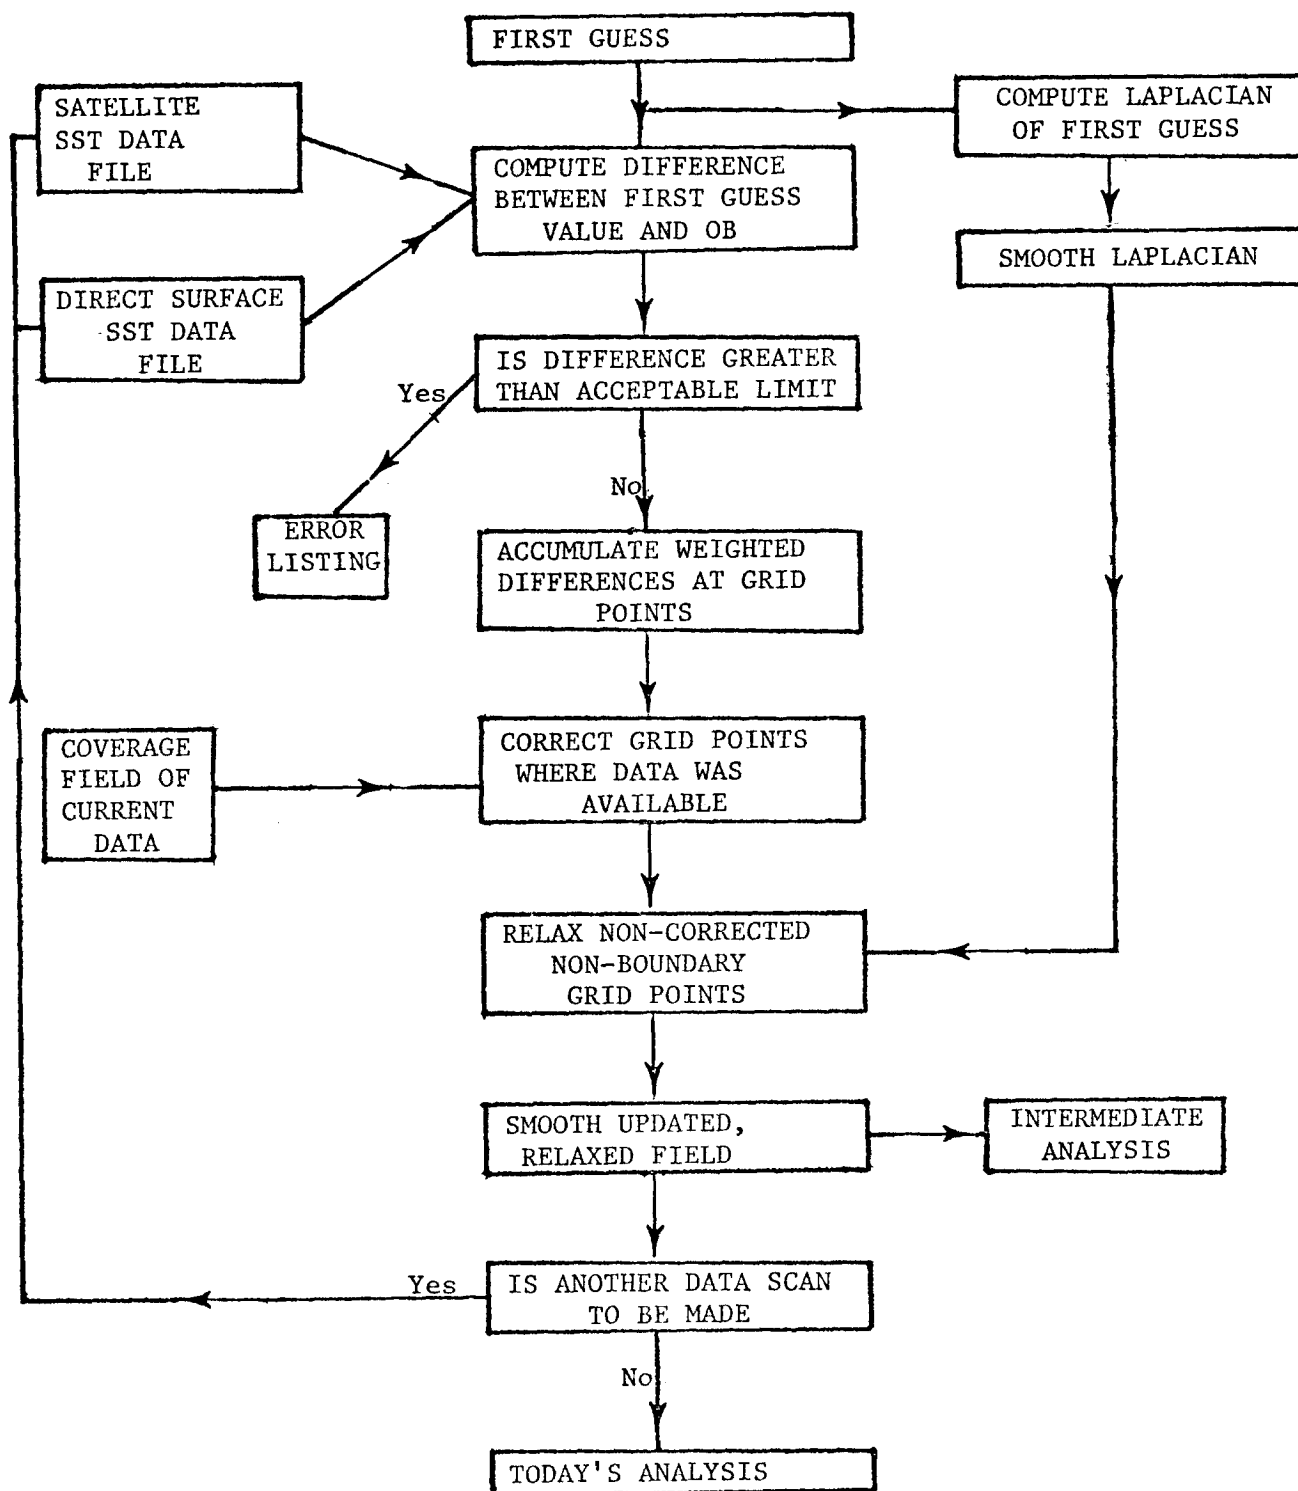 FIRST GUESS
SATELLITE
SST DATA
FILE
COMPUTE LAPLACIAN
OF FIRST GUESS
COMPUTE DIFFERENCE
BETWEEN FIRST GUESS
VALUE AND OB
SMOOTH LAPLACIAN
DIRECT SURFACE
SST DATA
FILE
IS DIFFERENCE GREATER
THAN ACCEPTABLE LIMIT
Yes
No
ERROR
LISTING
ACCUMULATE WEIGHTED
DIFFERENCES AT GRID
POINTS
COVERAGE
FIELD OF
CURRENT
DATA
CORRECT GRID POINTS
WHERE DATA WAS
AVAILABLE
RELAX NON-CORRECTED
NON-BOUNDARY
GRID POINTS
SMOOTH UPDATED,
RELAXED FIELD
INTERMEDIATE
ANALYSIS
Yes
IS ANOTHER DATA SCAN
TO BE MADE
No
TODAY'S ANALYSIS